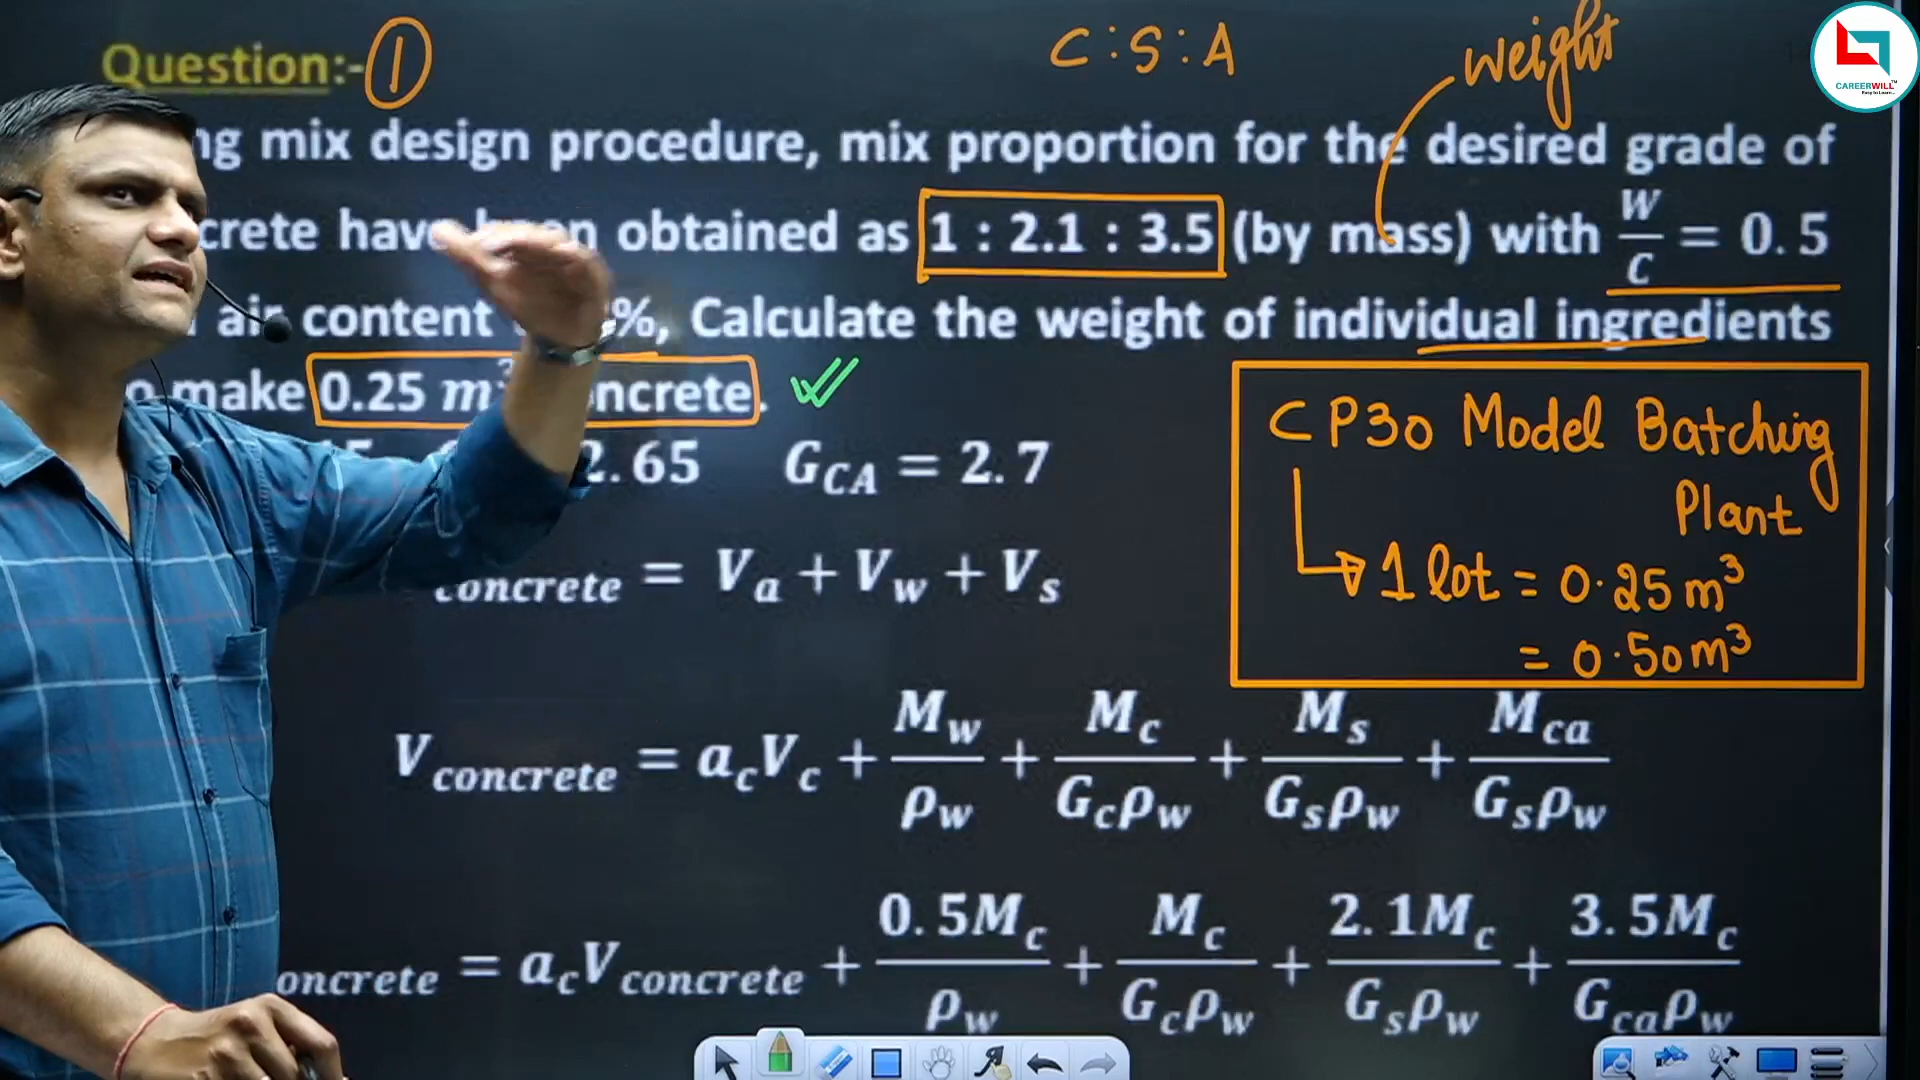 Question:- 1
C:S:A
weight
CAREERWILL
ng mix design procedure, mix proportion for the desired grade of
crete have been obtained as 1 : 2.1 : 3.5 (by mass) with W/C = 0.5
air content %, Calculate the weight of individual ingredients
o make 0.25 m³ concrete.
2.65 G_CA = 2.7
CP30 Model Batching
Plant
1 lot = 0.25 m³
= 0.50 m³
concrete = V_a + V_w + V_s
V_concrete = a_c V_c + M_w/ρ_w + M_c/G_cρ_w + M_s/G_sρ_w + M_ca/G_sρ_w
oncrete = a_c V_concrete + 0.5M_c/ρ_w + M_c/G_cρ_w + 2.1M_c/G_sρ_w + 3.5M_c/G_caρ_w